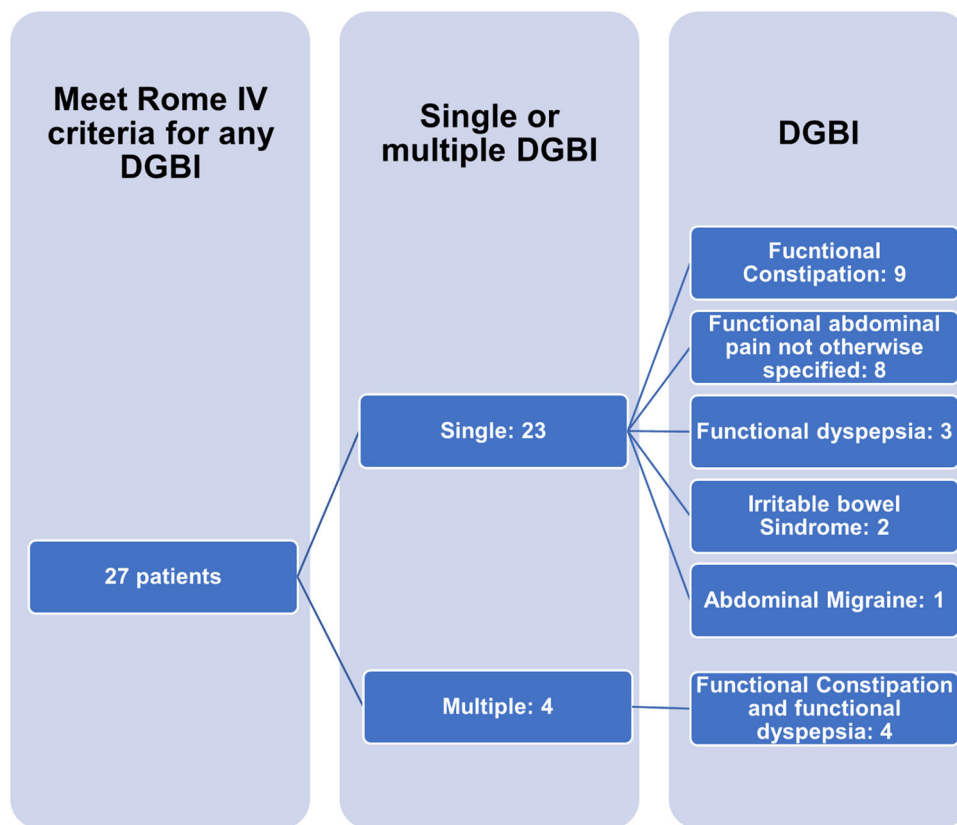 Meet Rome IV
criteria for any
DGBI
Single or
multiple DGBI
DGBI
27 patients
Single: 23
Multiple: 4
Fucntional
Constipation: 9
Functional abdominal
pain not otherwise
specified: 8
Functional dyspepsia: 3
Irritable bowel
Sindrome: 2
Abdominal Migraine: 1
Functional Constipation
and functional
dyspepsia: 4